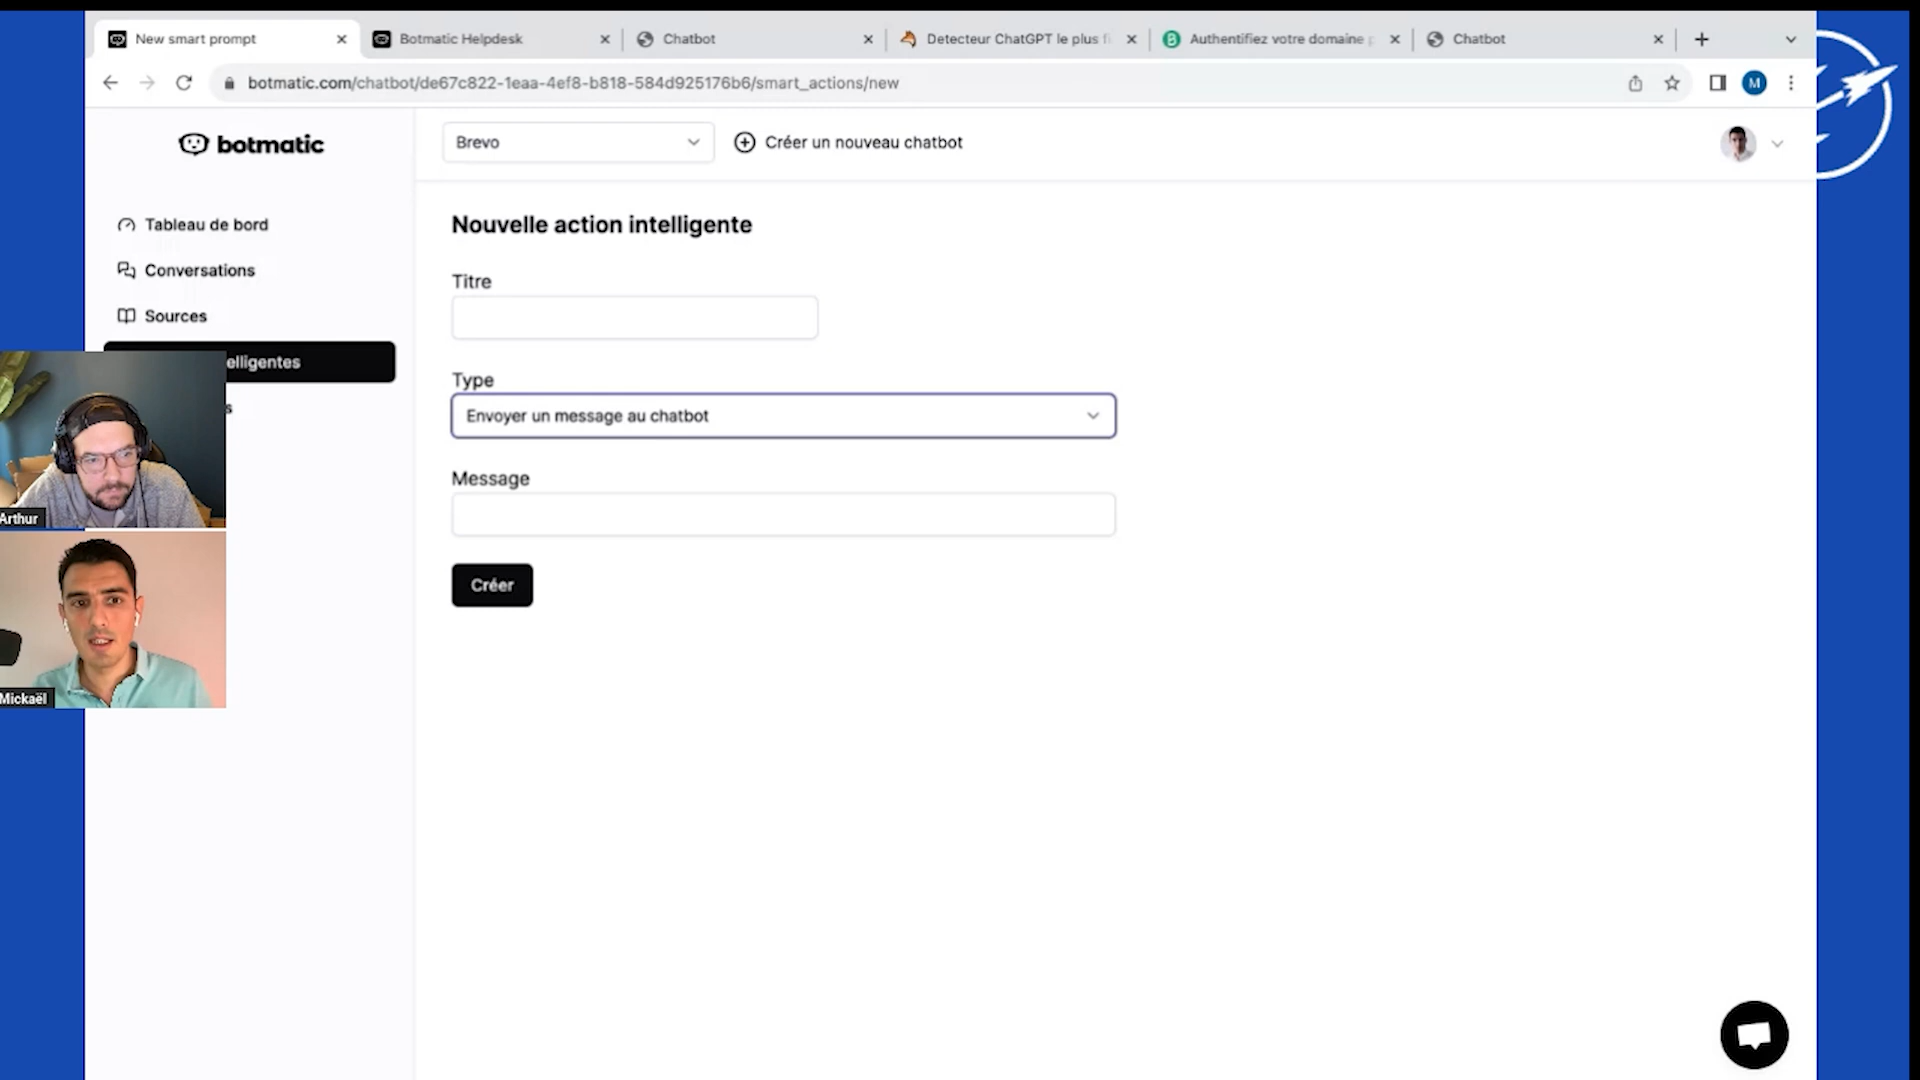 New smart prompt
Botmatic Helpdesk
Chatbot
Detecteur ChatGPT le plus fi
Authentifiez votre domaine p
Chatbot
botmatic.com/chatbot/de67c822-1eaa-4ef8-b818-584d925176b6/smart_actions/new
M
botmatic
Brevo
Créer un nouveau chatbot
Tableau de bord
Conversations
Sources
elligentes
s
Nouvelle action intelligente
Titre
Type
Envoyer un message au chatbot
Message
Créer
Arthur
Mickaël